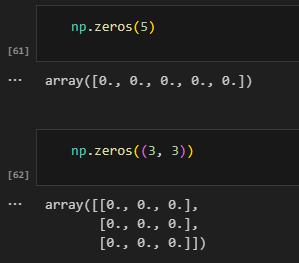 np.zeros(5)
[61]
... array([0., 0., 0., 0., 0.])
np.zeros((3, 3))
[62]
... array([[0., 0., 0.],
[0., 0., 0.],
[0., 0., 0.]])